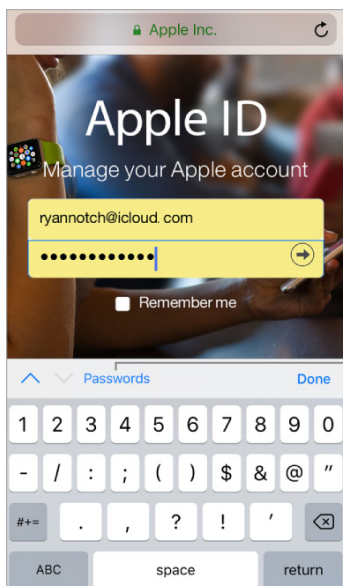 Apple Inc.
Apple ID
Manage your Apple account
ryannotch@icloud.com
••••••••••••
Remember me
Passwords Done
1 2 3 4 5 6 7 8 9 0
- / : ; ( ) $ & @ "
#+= . , ? ! '
ABC space return